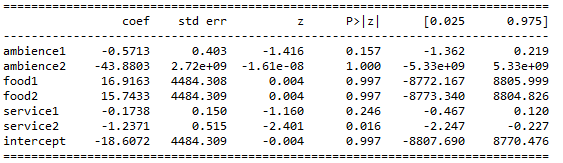 ==============================================================================
coef std err z P>|z| [0.025 0.975]
------------------------------------------------------------------------------
ambience1 -0.5713 0.403 -1.416 0.157 -1.362 0.219
ambience2 -43.8803 2.72e+09 -1.61e-08 1.000 -5.33e+09 5.33e+09
food1 16.9163 4484.308 0.004 0.997 -8772.167 8805.999
food2 15.7433 4484.309 0.004 0.997 -8773.340 8804.826
service1 -0.1738 0.150 -1.160 0.246 -0.467 0.120
service2 -1.2371 0.515 -2.401 0.016 -2.247 -0.227
intercept -18.6072 4484.309 -0.004 0.997 -8807.690 8770.476
==============================================================================